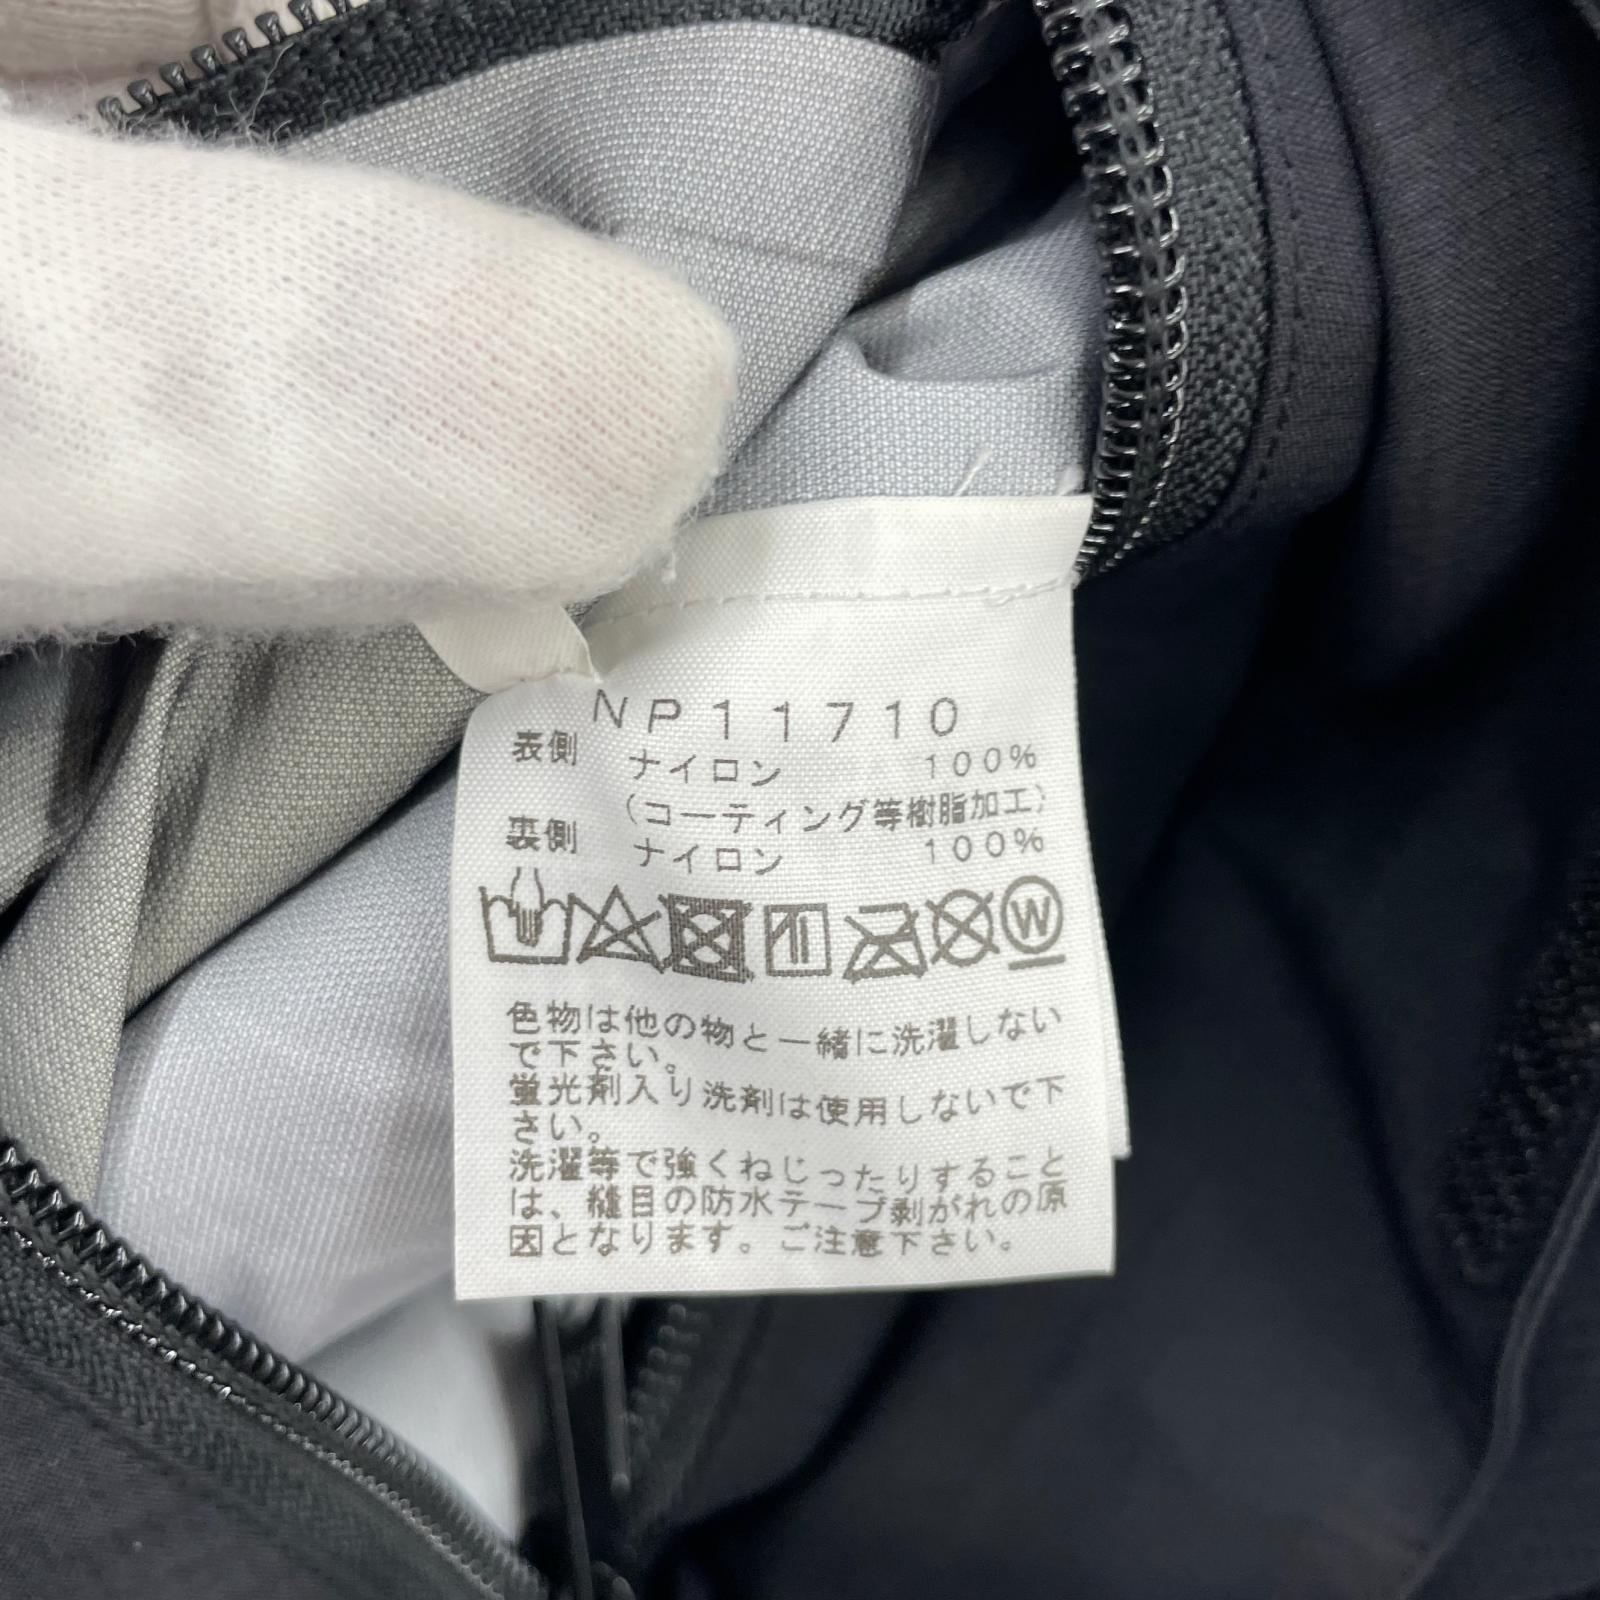 NP11710
表側 ナイロン 100%
(コーティング等樹脂加工)
裏側 ナイロン 100%
W
色物は他の物と一緒に洗濯しない
で下さい。
蛍光剤入り洗剤は使用しないで下
さい。
洗濯等で強くねじったりすること
は、縫目の防水テープ剥がれの原
因となります。ご注意下さい。